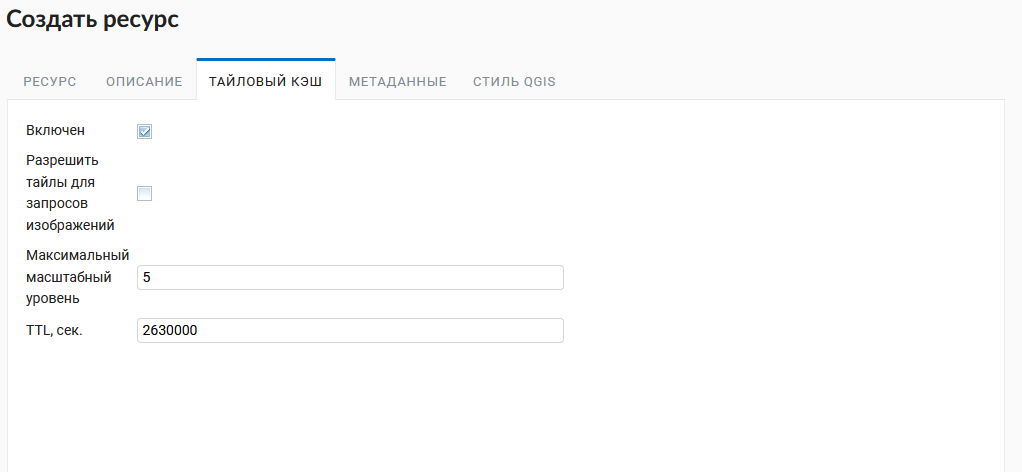 Создать ресурс
РЕСУРС ОПИСАНИЕ ТАЙЛОВЫЙ КЭШ МЕТАДАННЫЕ СТИЛЬ QGIS
Включен
Разрешить
тайлы для
запросов
изображений
Максимальный
масштабный
уровень
5
TTL, сек.
2630000